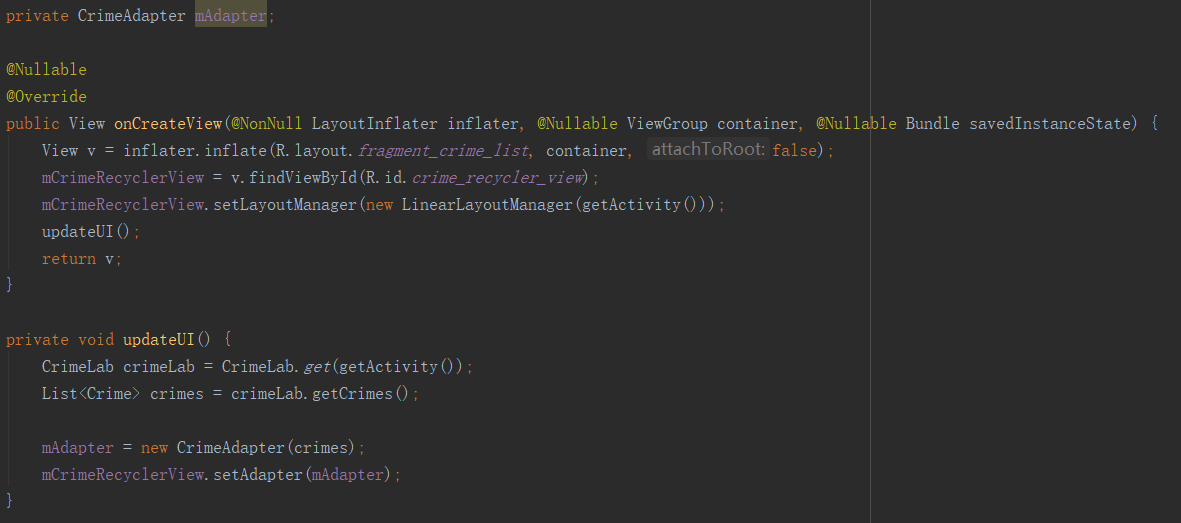 private CrimeAdapter mAdapter;
@Nullable
@Override
public View onCreateView(@NonNull LayoutInflater inflater, @Nullable ViewGroup container, @Nullable Bundle savedInstanceState) {
View v = inflater.inflate(R.layout.fragment_crime_list, container, attachToRoot: false);
mCrimeRecyclerView = v.findViewById(R.id.crime_recycler_view);
mCrimeRecyclerView.setLayoutManager(new LinearLayoutManager(getActivity()));
updateUI();
return v;
}
private void updateUI() {
CrimeLab crimeLab = CrimeLab.get(getActivity());
List<Crime> crimes = crimeLab.getCrimes();
mAdapter = new CrimeAdapter(crimes);
mCrimeRecyclerView.setAdapter(mAdapter);
}